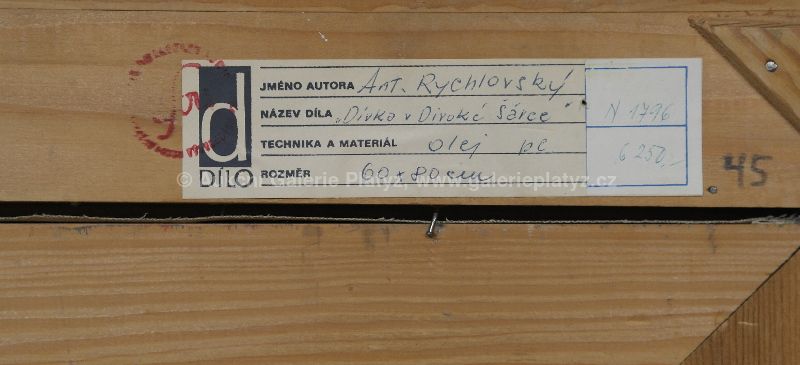 d
DÍLO
JMÉNO AUTORA Ant. Rychlovský
NÁZEV DÍLA „Dívka v Divoké Šárce"
TECHNIKA A MATERIÁL olej pc
ROZMĚR 60 x 80 cm
N 1796
6 250,-
45
Galerie Platýz, www.galerieplatyz.cz